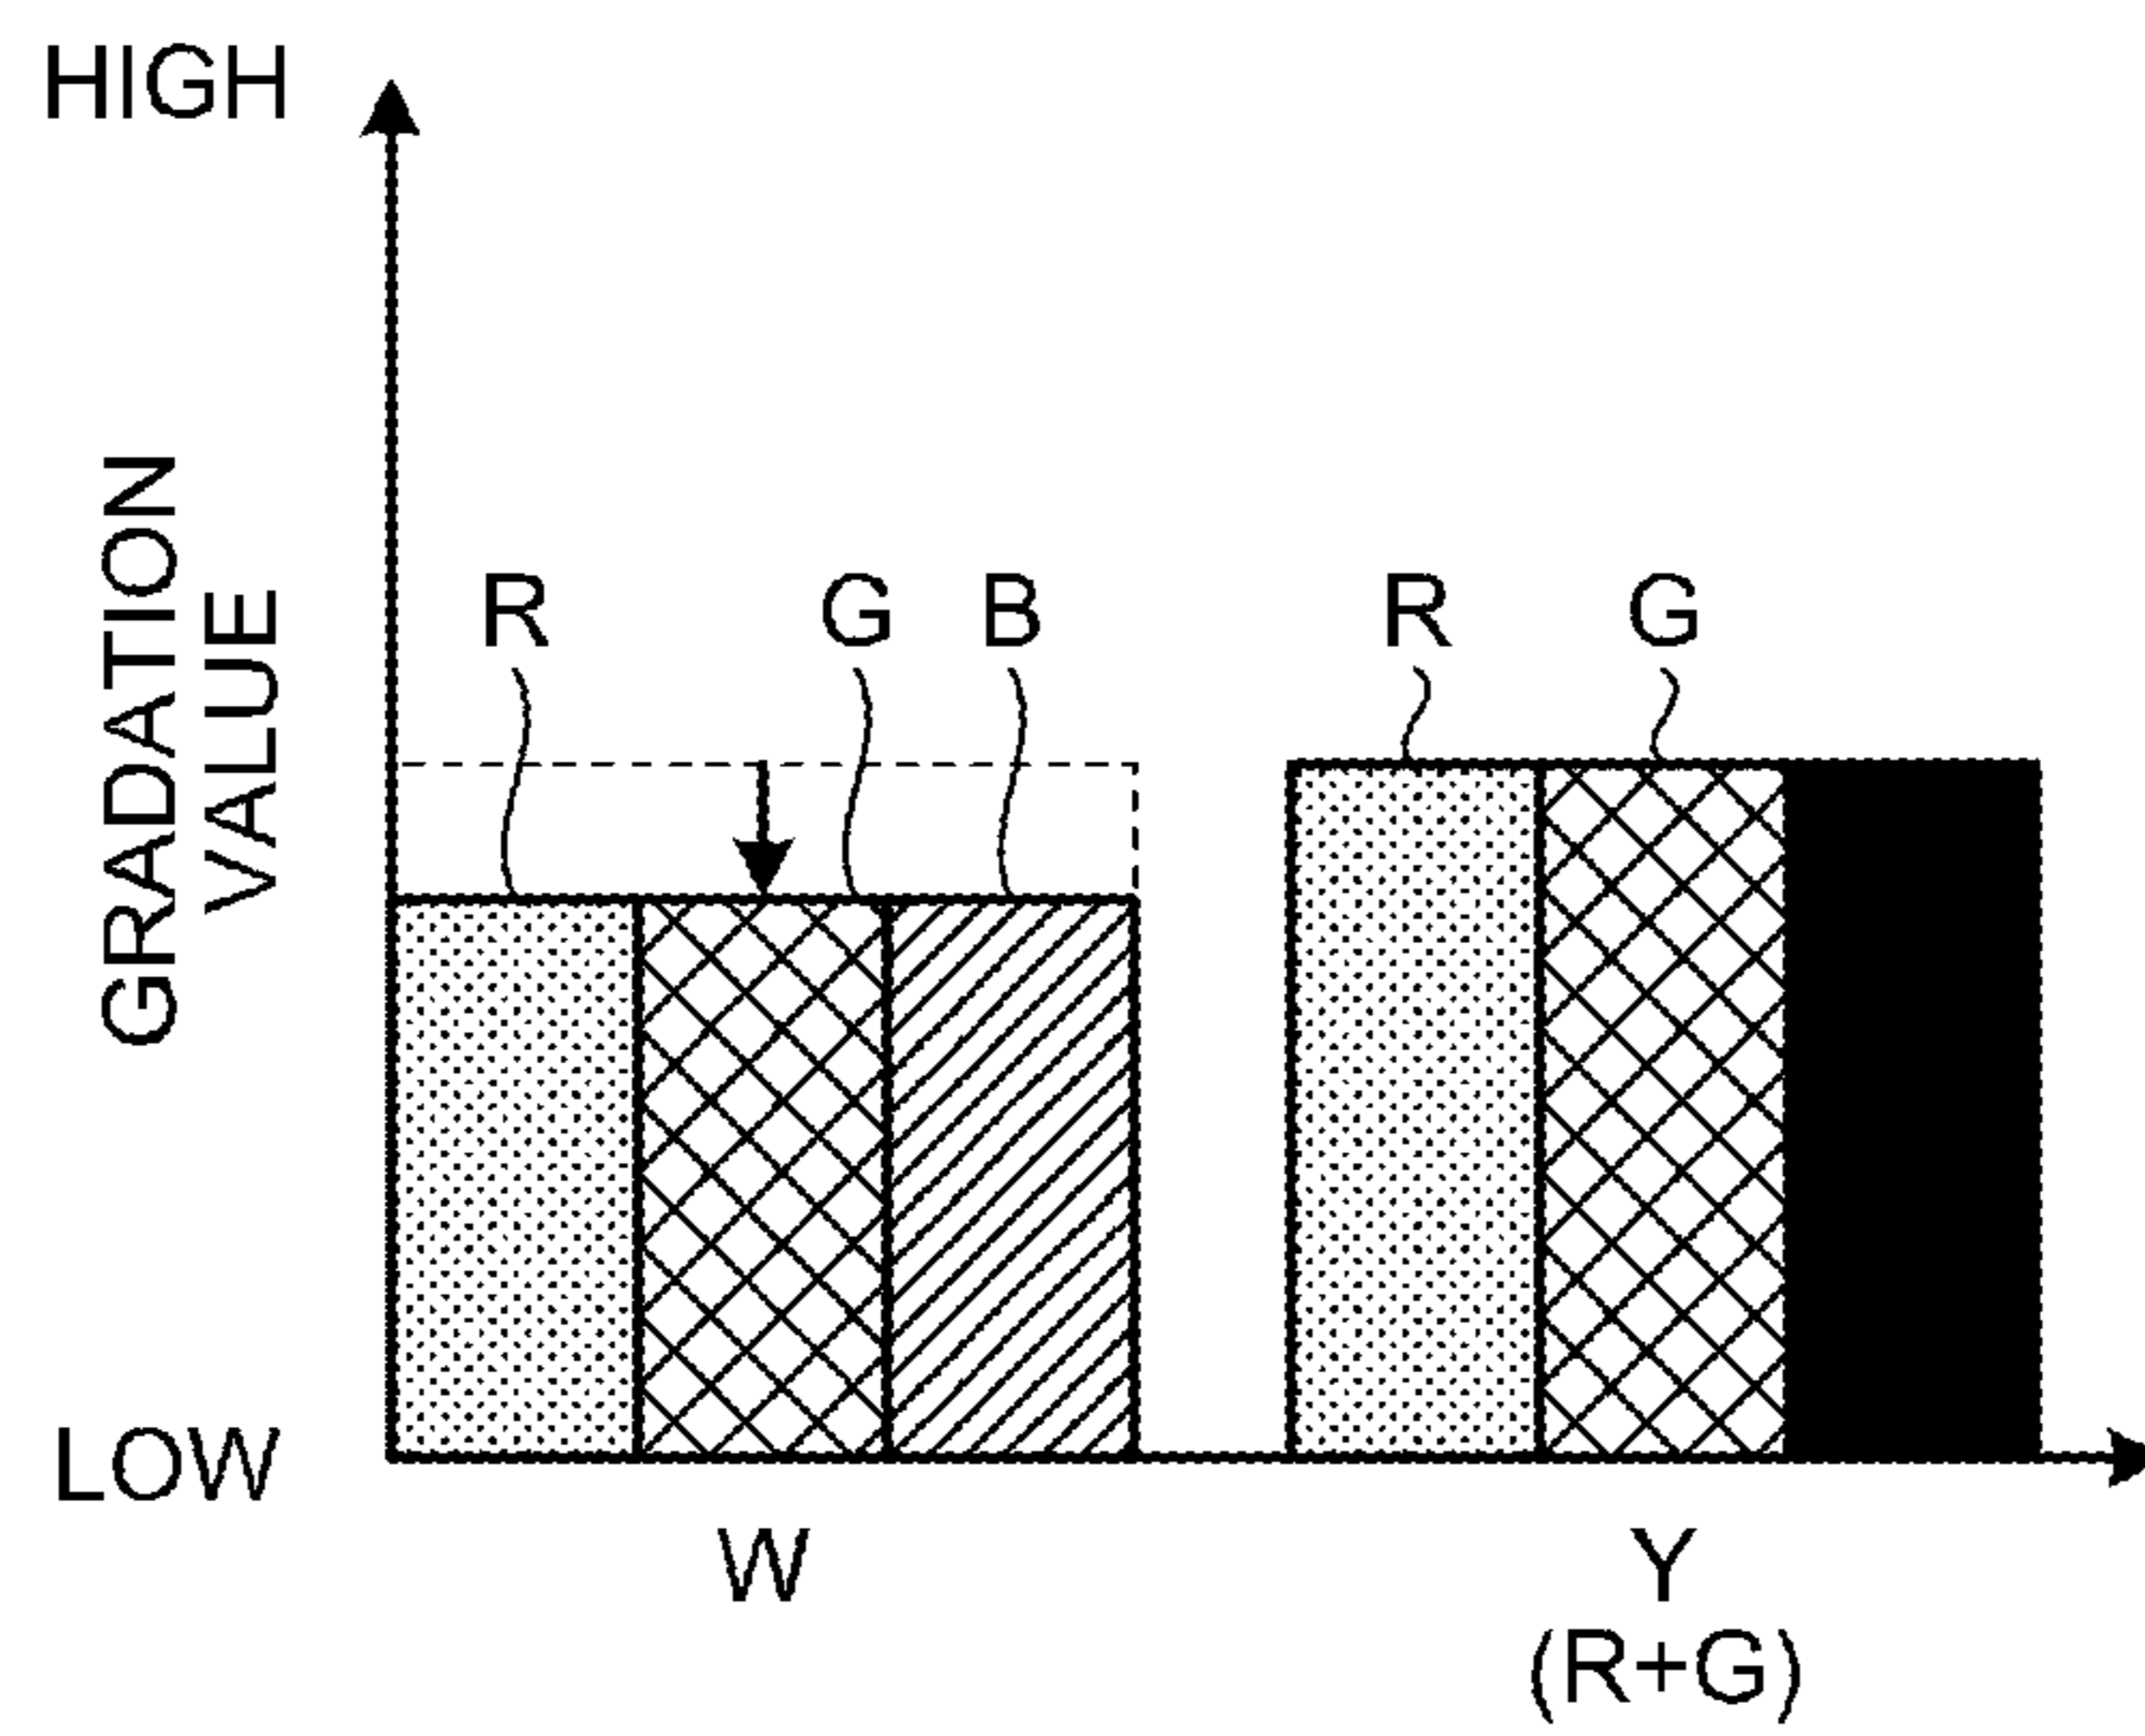 HIGH
GRADATION
VALUE
R
G
B
R
G
LOW
W
Y
(R+G)